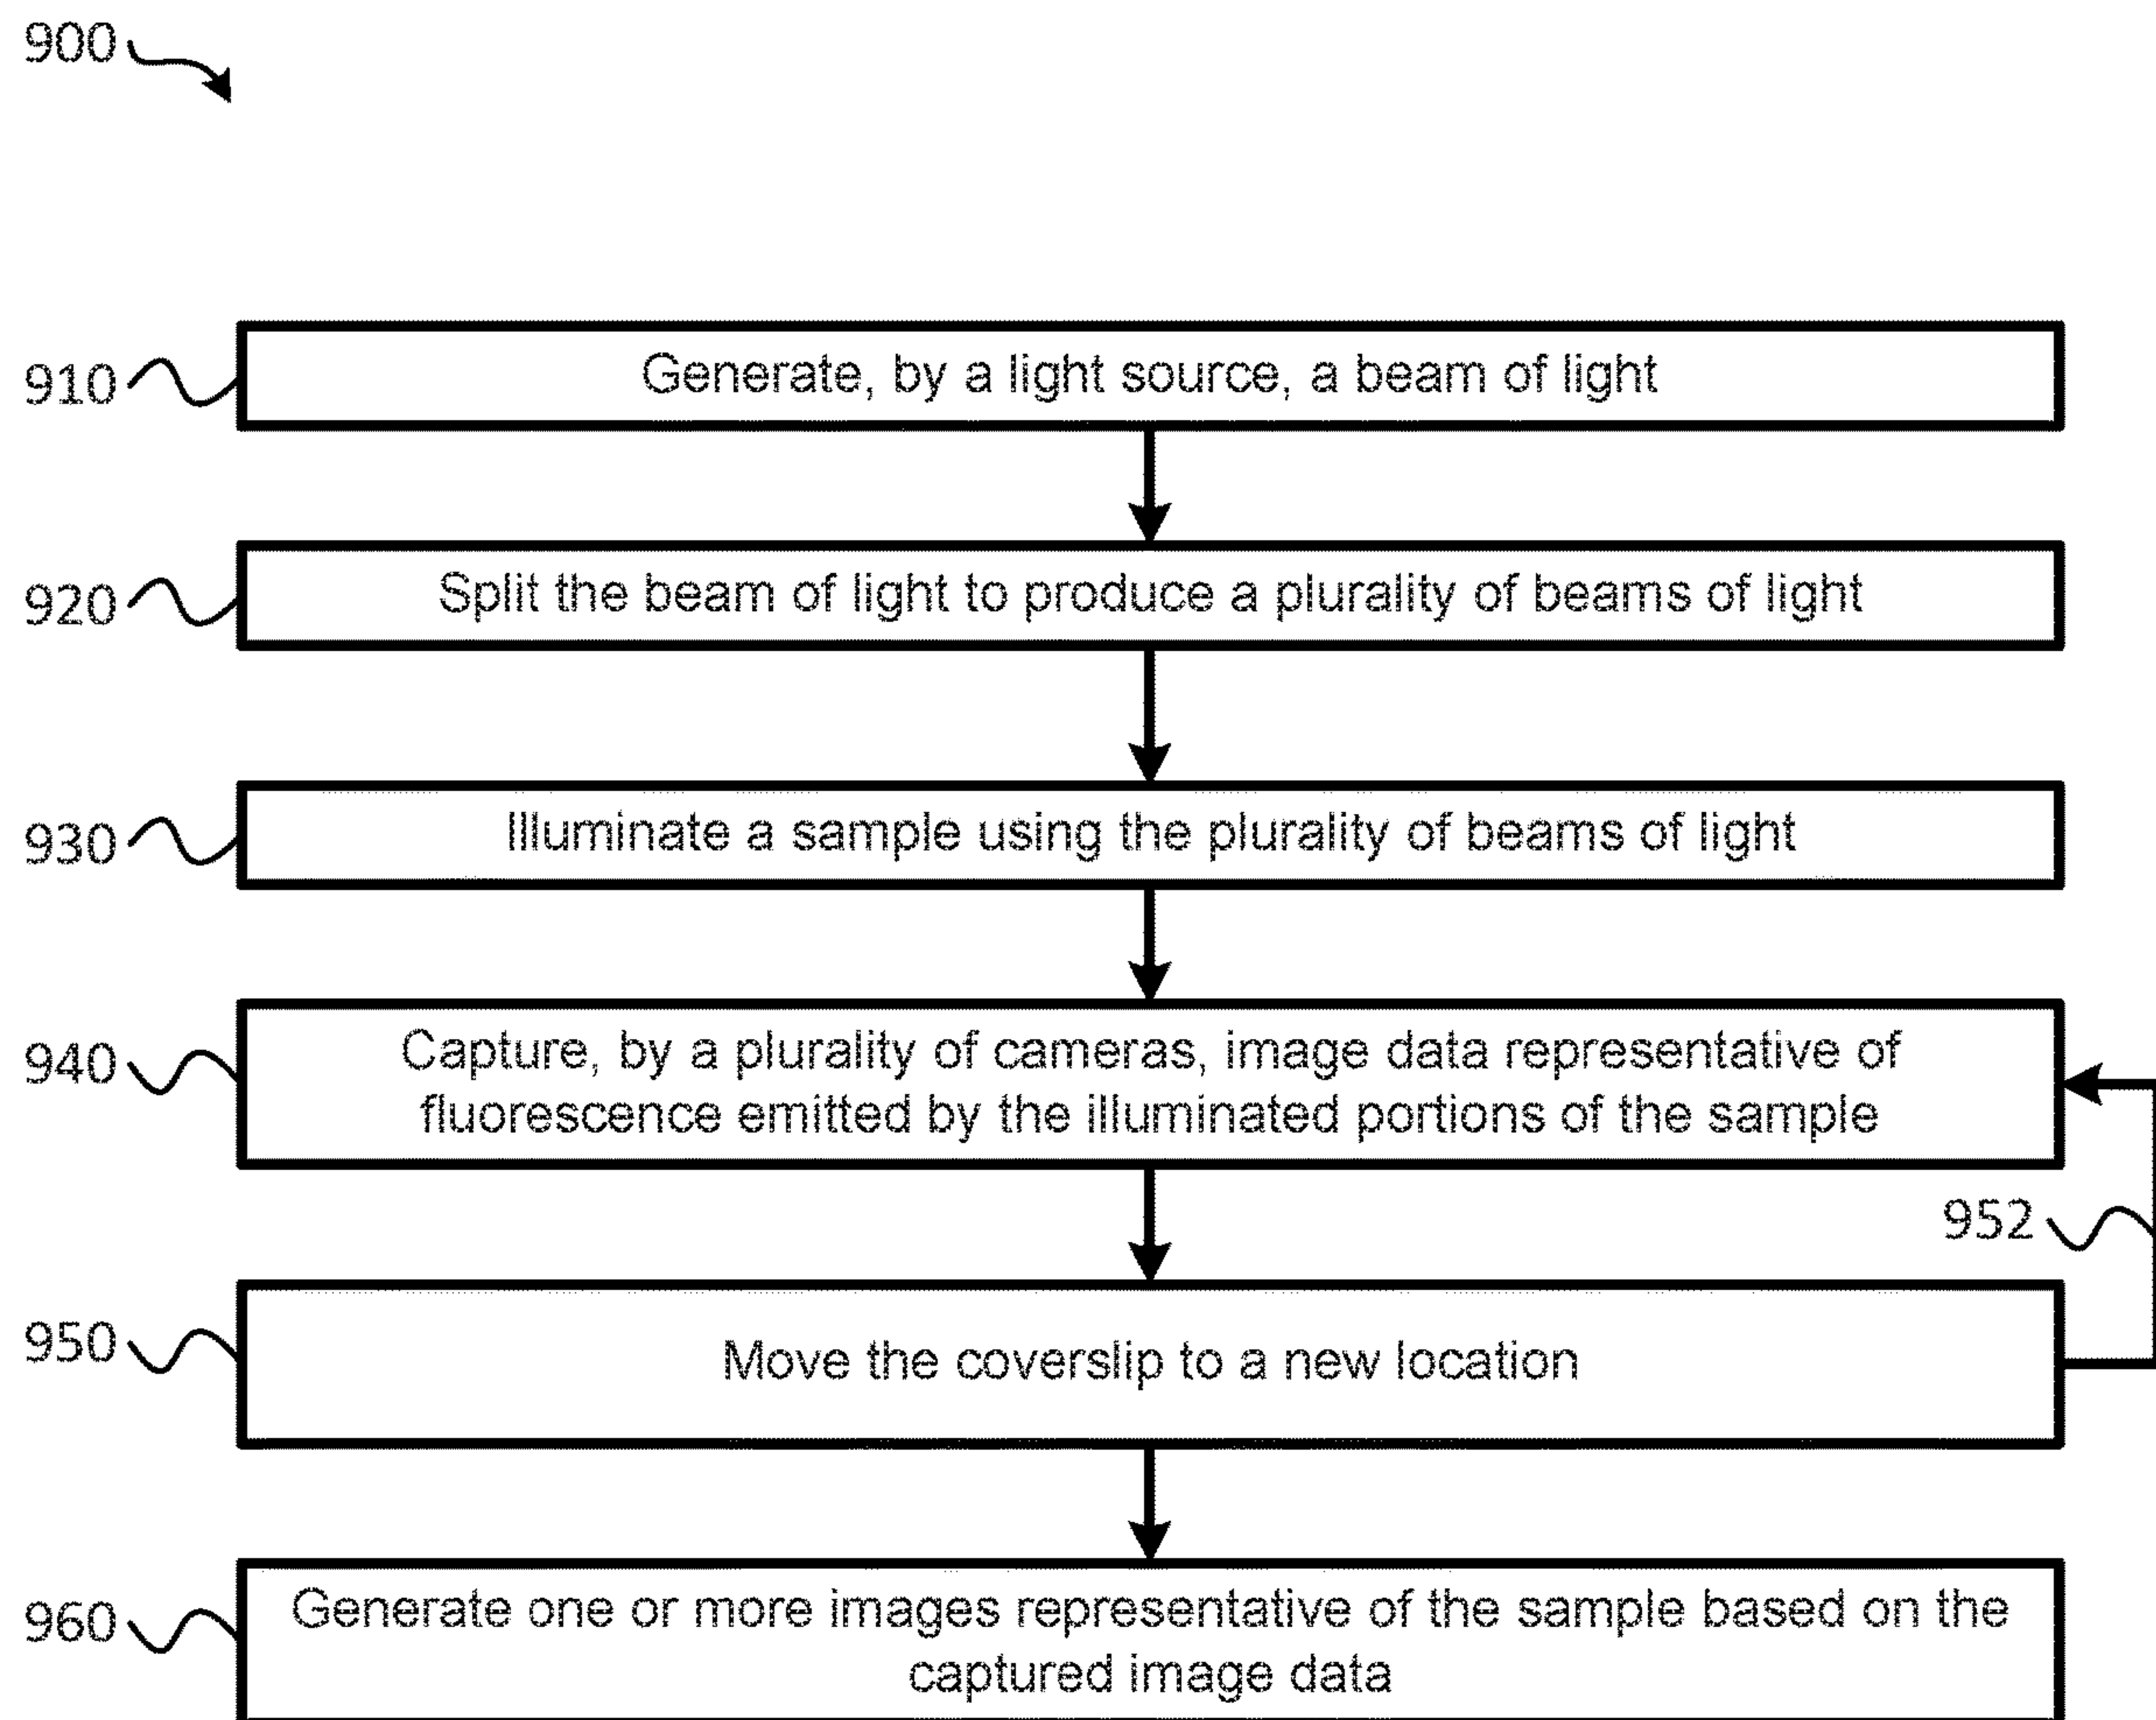 900
910
Generate, by a light source, a beam of light
920
Split the beam of light to produce a plurality of beams of light
930
Illuminate a sample using the plurality of beams of light
940
Capture, by a plurality of cameras, image data representative of
fluorescence emitted by the illuminated portions of the sample
952
950
Move the coverslip to a new location
960
Generate one or more images representative of the sample based on the
captured image data